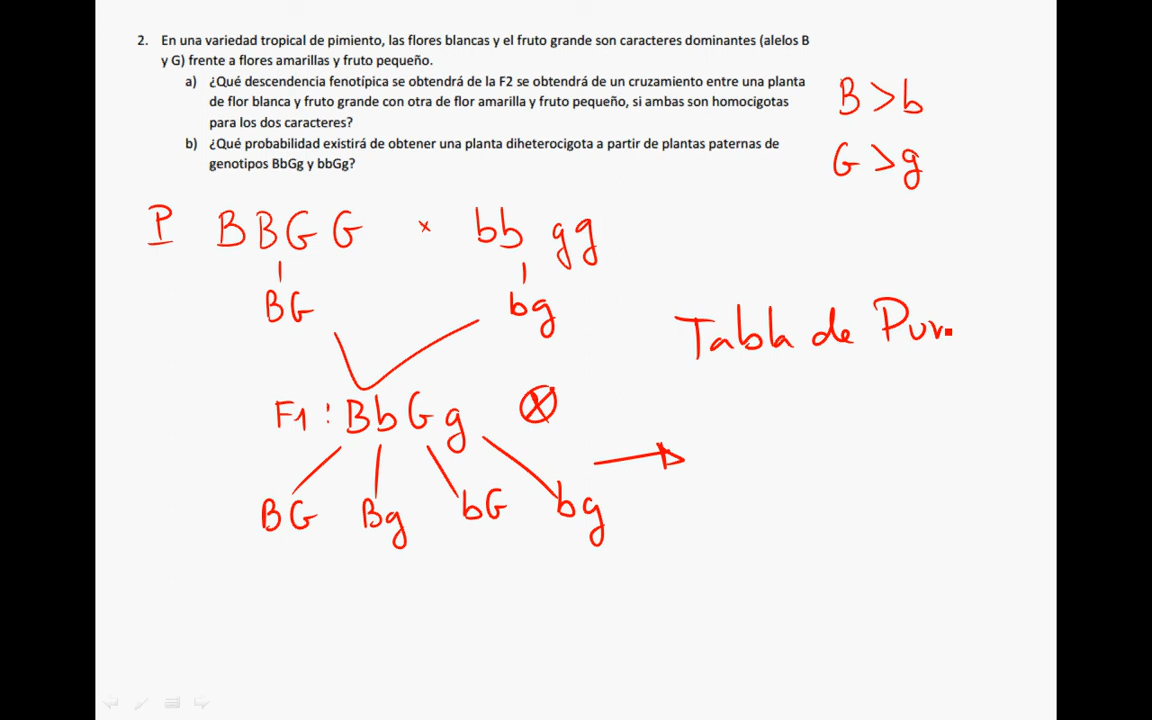 2. En una variedad tropical de pimiento, las flores blancas y el fruto grande son caracteres dominantes (alelos B
y G) frente a flores amarillas y fruto pequeño.
a) ¿Qué descendencia fenotípica se obtendrá de la F2 se obtendrá de un cruzamiento entre una planta
de flor blanca y fruto grande con otra de flor amarilla y fruto pequeño, si ambas son homocigotas
para los dos caracteres?
b) ¿Qué probabilidad existirá de obtener una planta diheterocigota a partir de plantas paternas de
genotipos BbGg y bbGg?
B > b
G > g
P BBGG x bb gg
BG bg
Tabla de Pun
F1: BbGg X
BG Bg bG bg